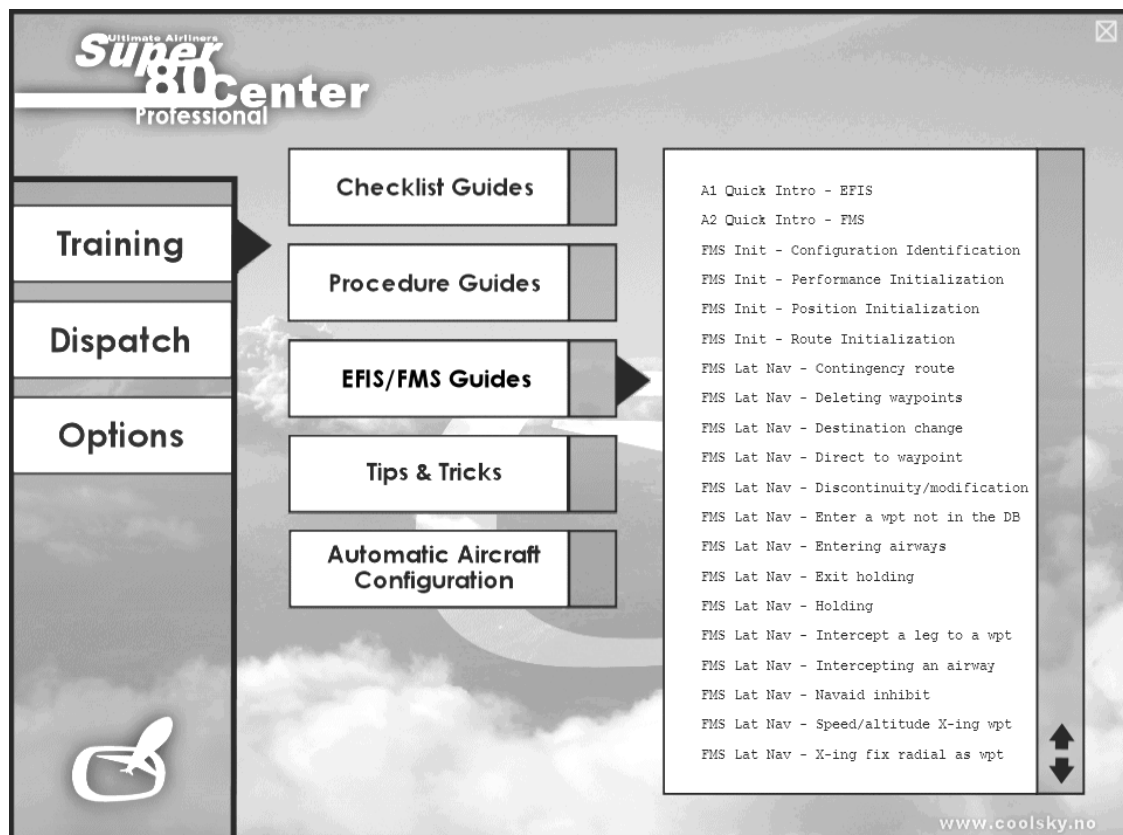 Ultimate Airliners
Super
80 Center
Professional
Training
Dispatch
Options
Checklist Guides
Procedure Guides
EFIS/FMS Guides
Tips & Tricks
Automatic Aircraft
Configuration
A1 Quick Intro - EFIS
A2 Quick Intro - FMS
FMS Init - Configuration Identification
FMS Init - Performance Initialization
FMS Init - Position Initialization
FMS Init - Route Initialization
FMS Lat Nav - Contingency route
FMS Lat Nav - Deleting waypoints
FMS Lat Nav - Destination change
FMS Lat Nav - Direct to waypoint
FMS Lat Nav - Discontinuity/modification
FMS Lat Nav - Enter a wpt not in the DB
FMS Lat Nav - Entering airways
FMS Lat Nav - Exit holding
FMS Lat Nav - Holding
FMS Lat Nav - Intercept a leg to a wpt
FMS Lat Nav - Intercepting an airway
FMS Lat Nav - Navaid inhibit
FMS Lat Nav - Speed/altitude X-ing wpt
FMS Lat Nav - X-ing fix radial as wpt
www.coolsky.no